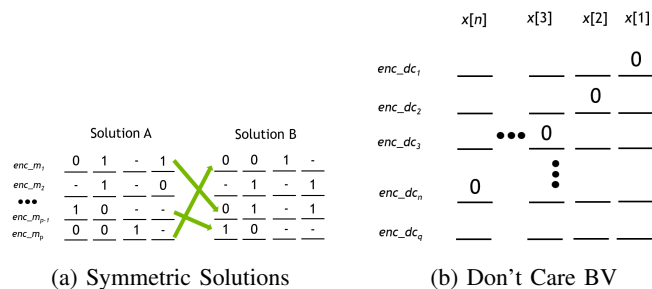 Solution A
Solution B
enc_m1 0 1 - 1 0 0 1 -
enc_m2 - 1 - 0 - 1 - 1
•••
enc_mp-1 1 0 - - 0 1 - 1
enc_mp 0 0 1 - 1 0 - -
(a) Symmetric Solutions
x[n] x[3] x[2] x[1]
enc_dc1 0
enc_dc2 0
enc_dc3 ••• 0
enc_dcn 0
enc_dcq
(b) Don't Care BV